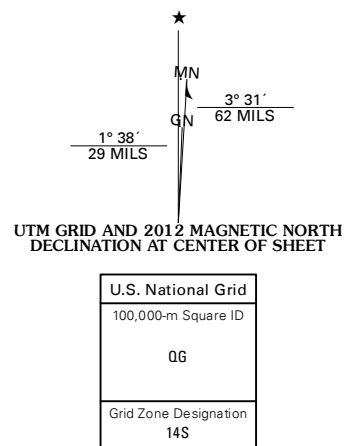 MN
3° 31´
62 MILS
GN
1° 38´
29 MILS
UTM GRID AND 2012 MAGNETIC NORTH
DECLINATION AT CENTER OF SHEET
U.S. National Grid
100,000-m Square ID
QG
Grid Zone Designation
14S